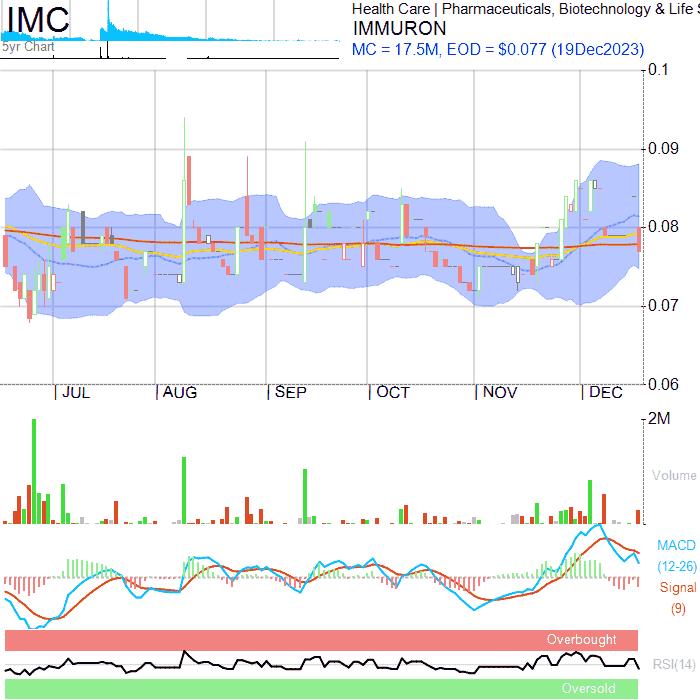 IMC
5yr Chart
Health Care | Pharmaceuticals, Biotechnology & Life
IMMURON
MC = 17.5M, EOD = $0.077 (19Dec2023)
0.1
0.09
0.08
0.07
0.06
JUL AUG SEP OCT NOV DEC
2M
Volume
MACD
(12-26)
Signal
(9)
Overbought
RSI(14)
Oversold